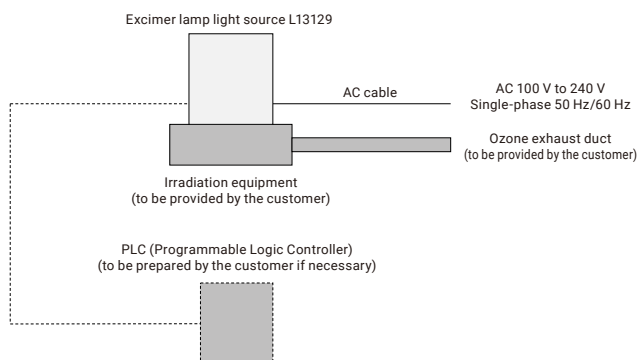 Excimer lamp light source L13129
AC cable
AC 100 V to 240 V
Single-phase 50 Hz/60 Hz
Ozone exhaust duct
(to be provided by the customer)
Irradiation equipment
(to be provided by the customer)
PLC (Programmable Logic Controller)
(to be prepared by the customer if necessary)